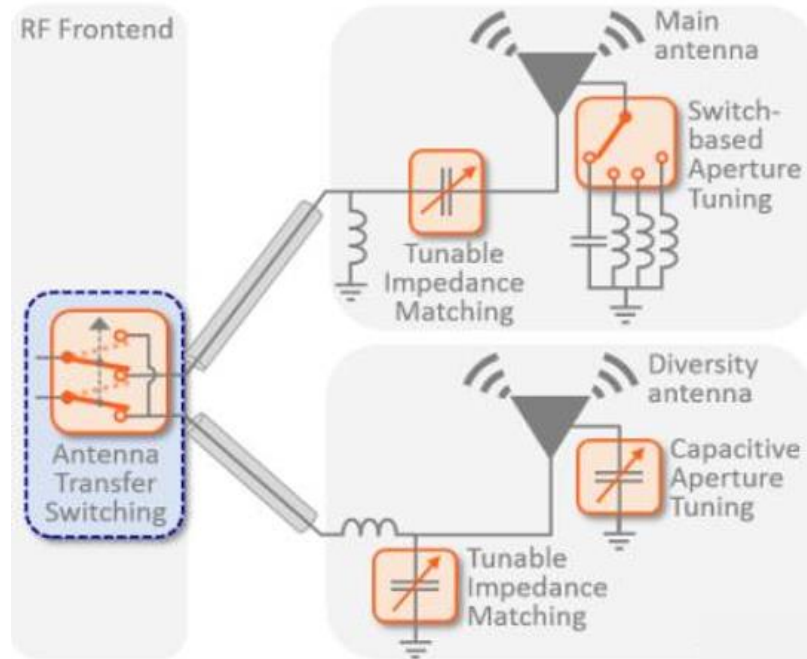 RF Frontend
Main
antenna
Switch-
based
Aperture
Tuning
Tunable
Impedance
Matching
Antenna
Transfer
Switching
Diversity
antenna
Capacitive
Aperture
Tuning
Tunable
Impedance
Matching